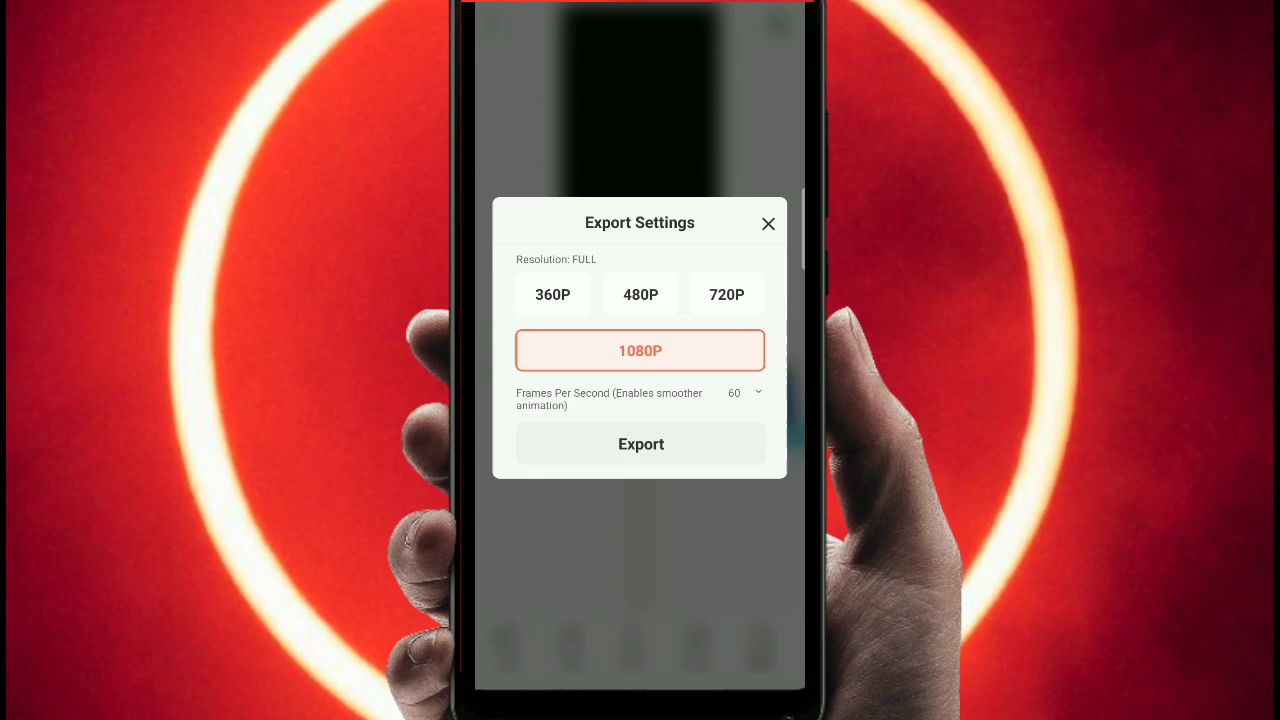 Export Settings
Resolution: FULL
360P
480P
720P
1080P
Frames Per Second (Enables smoother
animation)
60
Export